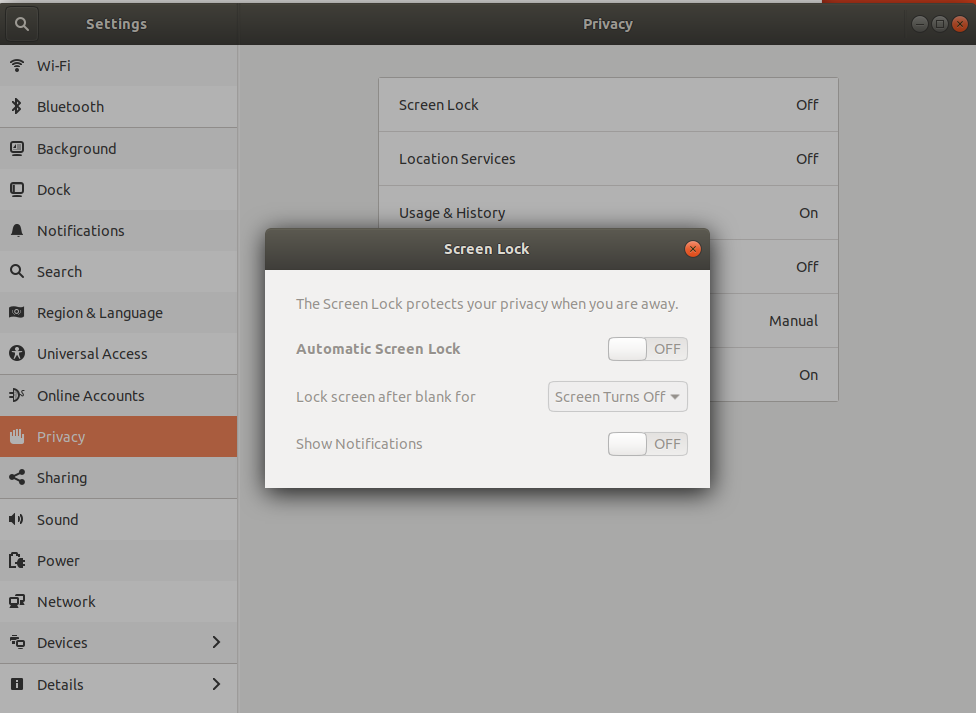 Settings
Privacy
Wi-Fi
Bluetooth
Background
Dock
Notifications
Search
Region & Language
Universal Access
Online Accounts
Privacy
Sharing
Sound
Power
Network
Devices
Details
Screen Lock Off
Location Services Off
Usage & History On
Off
Manual
On
Screen Lock
The Screen Lock protects your privacy when you are away.
Automatic Screen Lock OFF
Lock screen after blank for Screen Turns Off
Show Notifications OFF